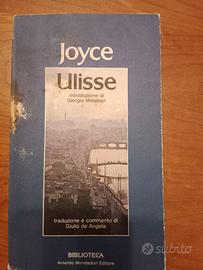 Joyce
Ulisse
introduzione di
Giorgio Melchiori
traduzione e commento di
Giulio de Angelis
BIBLIOTECA
Arnoldo Mondadori Editore
subito